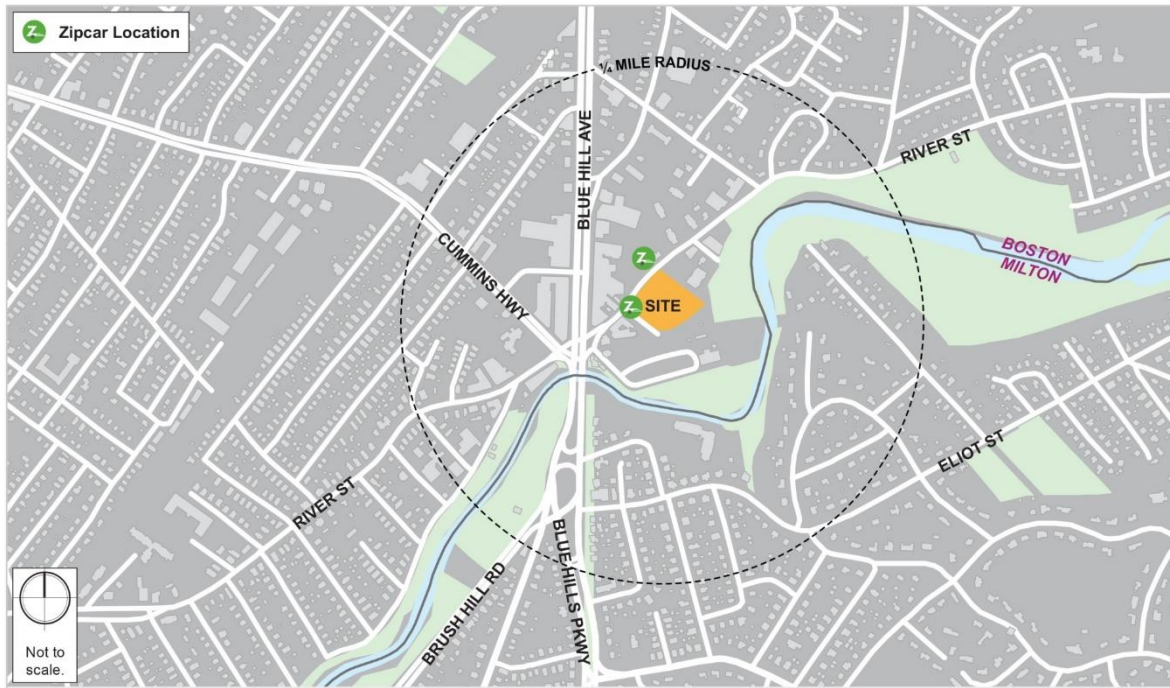 Zipcar Location
¼ MILE RADIUS
BLUE HILL AVE
RIVER ST
CUMMINS HWY
BOSTON
MILTON
SITE
ELIOT ST
RIVER ST
BLUE HILLS PKWY
BRUSH HILL RD
Not to
scale.